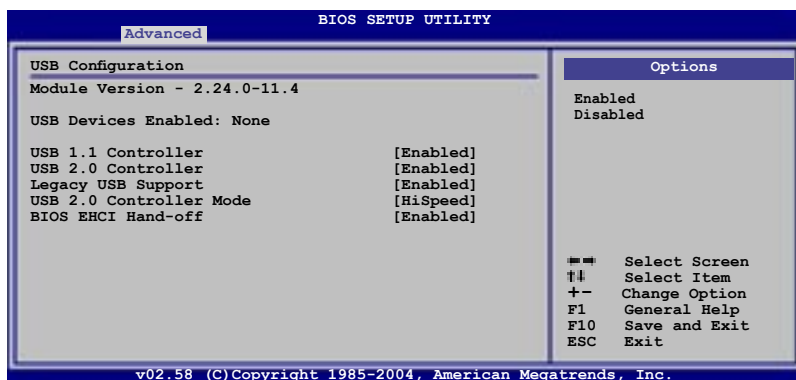 BIOS SETUP UTILITY
Advanced
USB Configuration
Module Version - 2.24.0-11.4
USB Devices Enabled: None
USB 1.1 Controller [Enabled]
USB 2.0 Controller [Enabled]
Legacy USB Support [Enabled]
USB 2.0 Controller Mode [HiSpeed]
BIOS EHCI Hand-off [Enabled]
Options
Enabled
Disabled
←→ Select Screen
↑↓ Select Item
+- Change Option
F1 General Help
F10 Save and Exit
ESC Exit
v02.58 (C)Copyright 1985-2004, American Megatrends, Inc.